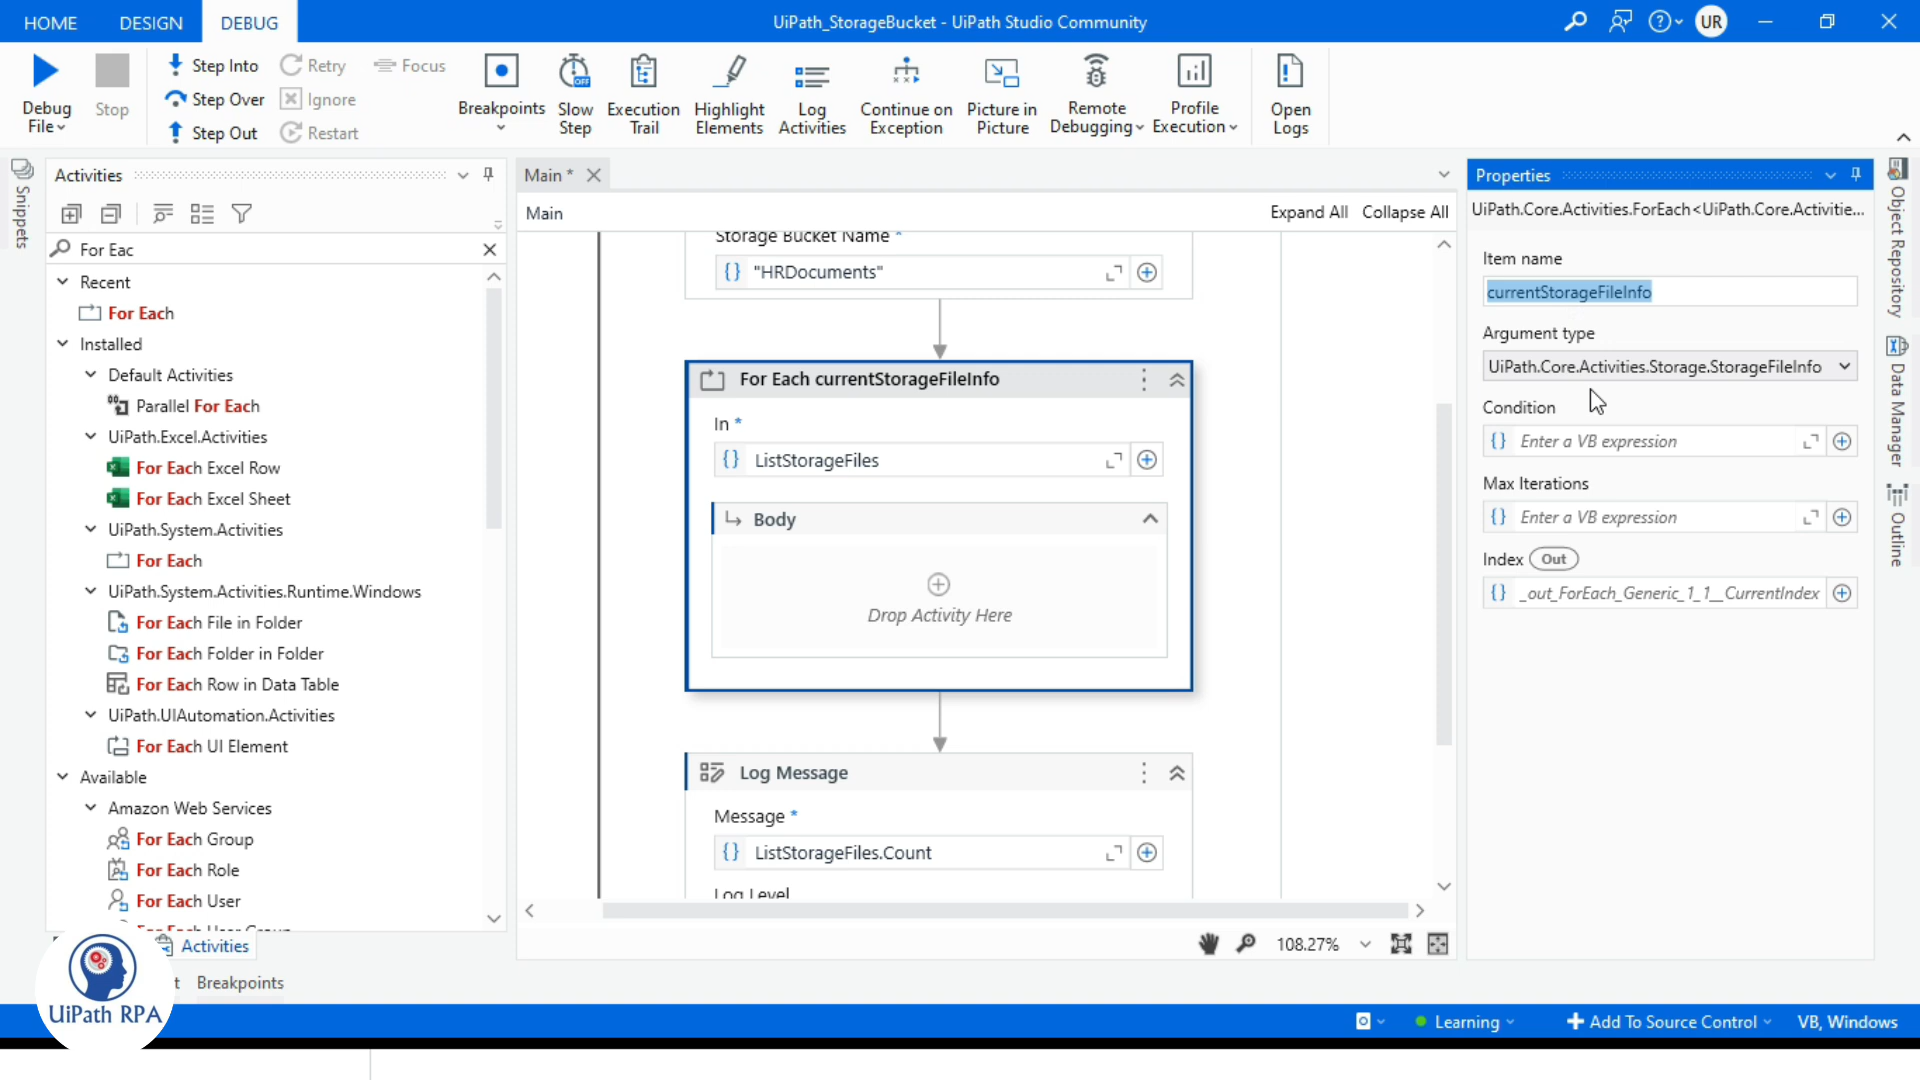 HOME DESIGN DEBUG UiPath_StorageBucket - UiPath Studio Community UR
Debug File
Stop
Step Into
Step Over
Step Out
Retry
Ignore
Restart
Focus
Breakpoints
Slow Step
Execution Trail
Highlight Elements
Log Activities
Continue on Exception
Picture in Picture
Remote Debugging
Profile Execution
Open Logs
Snippets
Activities
For Eac
Recent
For Each
Installed
Default Activities
Parallel For Each
UiPath.Excel.Activities
For Each Excel Row
For Each Excel Sheet
UiPath.System.Activities
For Each
UiPath.System.Activities.Runtime.Windows
For Each File in Folder
For Each Folder in Folder
For Each Row in Data Table
UiPath.UIAutomation.Activities
For Each UI Element
Available
Amazon Web Services
For Each Group
For Each Role
For Each User
Activities
Breakpoints
UiPath RPA
Main *
Main Expand All Collapse All
Storage Bucket Name *
"HRDocuments"
For Each currentStorageFileInfo
In *
ListStorageFiles
Body
Drop Activity Here
Log Message
Message *
ListStorageFiles.Count
Log Level
108.27%
Properties
UiPath.Core.Activities.ForEach<UiPath.Core.Activitie...
Item name
currentStorageFileInfo
Argument type
UiPath.Core.Activities.Storage.StorageFileInfo
Condition
Enter a VB expression
Max Iterations
Enter a VB expression
Index Out
_out_ForEach_Generic_1_1__CurrentIndex
Object Repository
Data Manager
Outline
Learning
Add To Source Control
VB, Windows